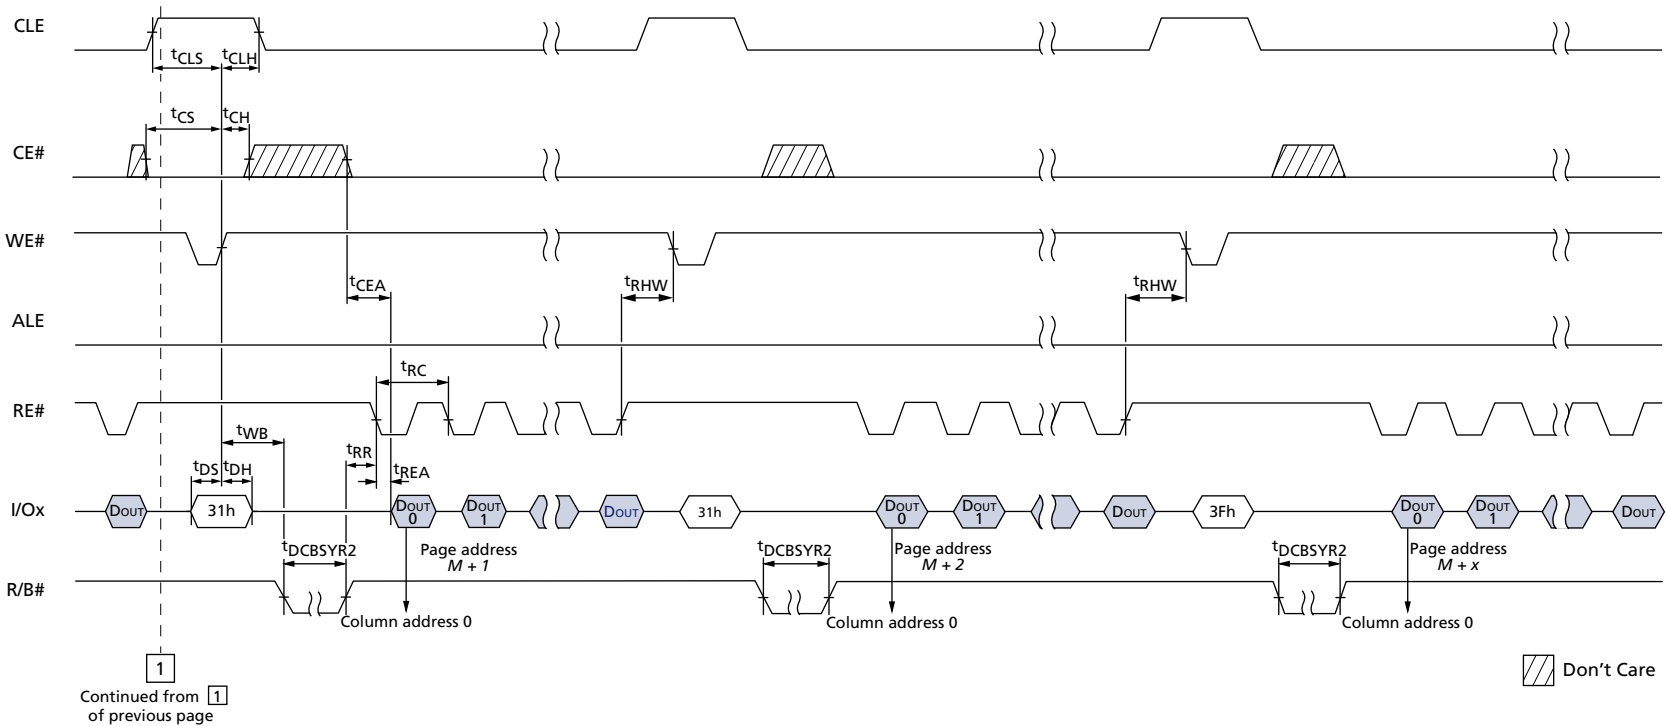 CLE
tCLS tCLH
tCS tCH
CE#
WE#
tCEA tRHW tRHW
ALE
tRC
RE#
tWB
tRR
tDS tDH tREA
I/Ox DOUT 31h DOUT 0 DOUT 1 DOUT 31h DOUT 0 DOUT 1 DOUT 3Fh DOUT 0 DOUT 1 DOUT
tDCBSYR2 Page address M + 1 tDCBSYR2 Page address M + 2 tDCBSYR2 Page address M + x
R/B#
Column address 0 Column address 0 Column address 0
1
Don't Care
Continued from 1
of previous page